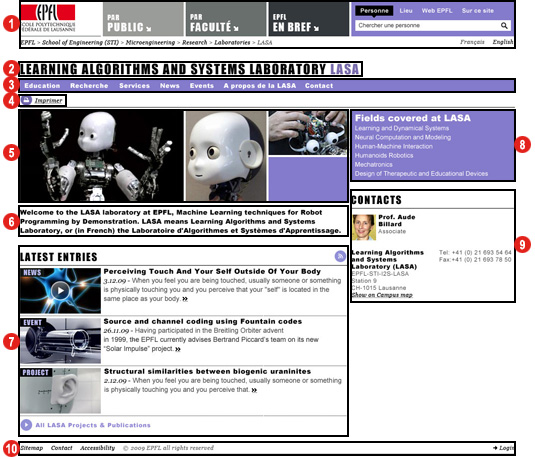 1
EPFL
ÉCOLE POLYTECHNIQUE
FÉDÉRALE DE LAUSANNE
PAR
PUBLIC
PAR
FACULTÉ
EPFL
EN BREF
Personne Lieu Web EPFL Sur ce site
Chercher une personne
EPFL > School of Engineering (STI) > Microengineering > Research > Laboratories > LASA
Français English
2
LEARNING ALGORITHMS AND SYSTEMS LABORATORY LASA
3
Education Recherche Services News Events A propos de la LASA Contact
4
Imprimer
5
6
Welcome to the LASA laboratory at EPFL, Machine Learning techniques for Robot
Programming by Demonstration. LASA means Learning Algorithms and Systems
Laboratory, or (in French) the Laboratoire d'Algorithmes et Systèmes d'Apprentissage.
8
Fields covered at LASA
Learning and Dynamical Systems
Neural Computation and Modeling
Human-Machine Interaction
Humanoids Robotics
Mechatronics
Design of Therapeutic and Educational Devices
9
CONTACTS
Prof. Aude
Billard
Associate
Learning Algorithms
and Systems
Laboratory (LASA)
EPFL-STI-I2S-LASA
Station 9
CH-1015 Lausanne
Show on Campus map
Tel: +41 (0) 21 693 54 64
Fax:+41 (0) 21 693 78 50
7
LATEST ENTRIES
NEWS
Perceiving Touch And Your Self Outside Of Your Body
3.12.09 - When you feel you are being touched, usually someone or something
is physically touching you and you perceive that your "self" is located in the
same place as your body. »
EVENT
Source and channel coding using Fountain codes
26.11.09 - Having participated in the Breitling Orbiter advent
in 1999, the EPFL currently advises Bertrand Piccard's team on its new
"Solar Impulse" project. »
PROJECT
Structural similarities between biogenic uraninites
2.12.09 - When you feel you are being touched, usually someone or something
is physically touching you and you perceive that. »
All LASA Projects & Publications
10
Sitemap Contact Accessibility © 2009 EPFL all rights reserved
Login